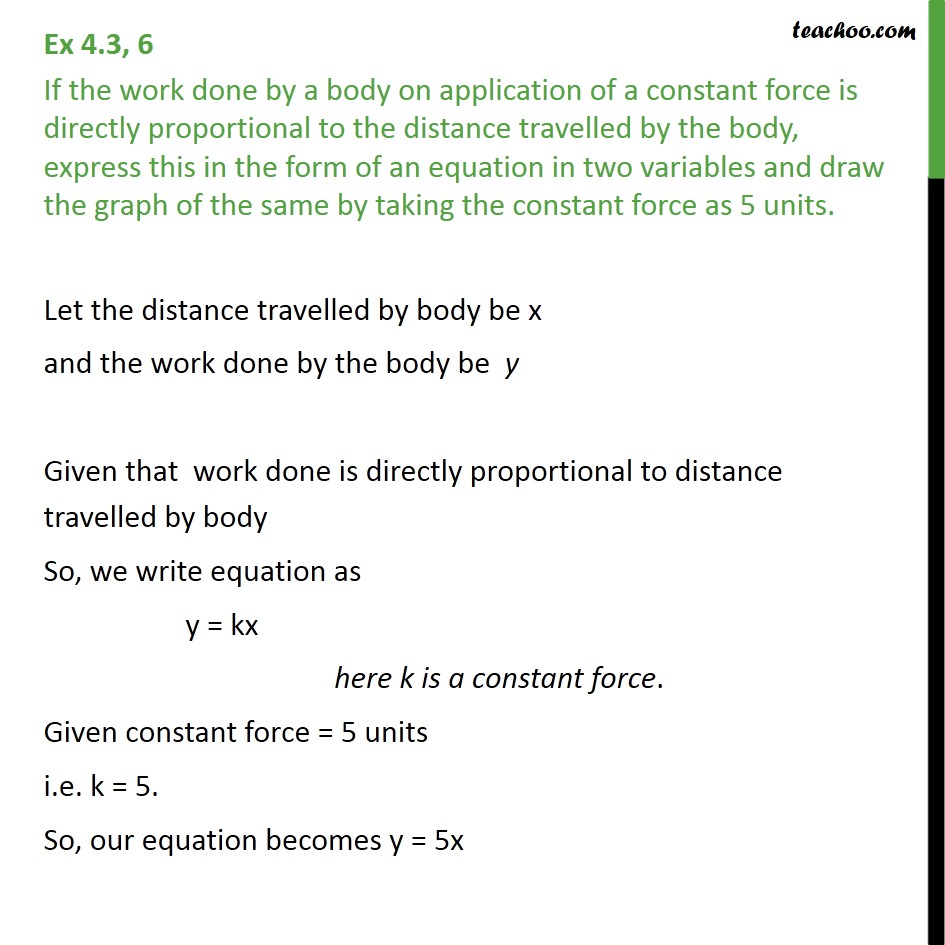 teachoo.com
Ex 4.3, 6
If the work done by a body on application of a constant force is
directly proportional to the distance travelled by the body,
express this in the form of an equation in two variables and draw
the graph of the same by taking the constant force as 5 units.
Let the distance travelled by body be x
and the work done by the body be y
Given that work done is directly proportional to distance
travelled by body
So, we write equation as
y = kx
here k is a constant force.
Given constant force = 5 units
i.e. k = 5.
So, our equation becomes y = 5x